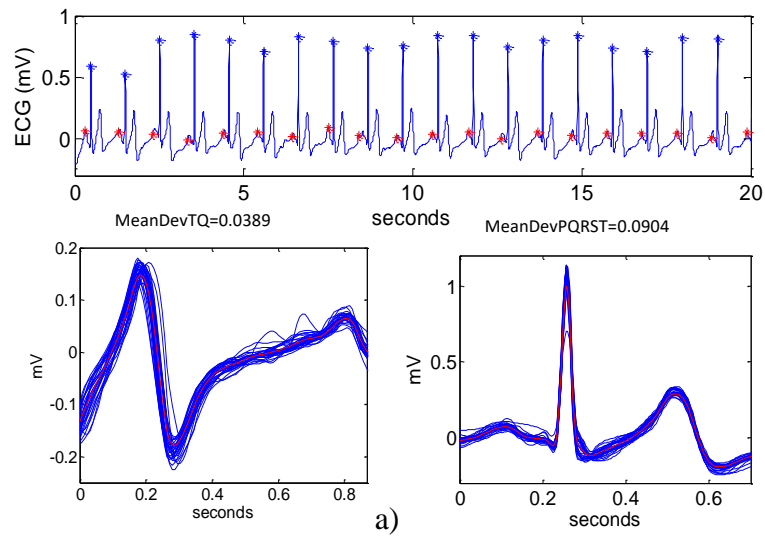 ECG (mV)
1
0.5
0
0 5 10 15 20
seconds
MeanDevTQ=0.0389
MeanDevPQRST=0.0904
mV
0.2
0.1
0
-0.1
-0.2
0 0.2 0.4 0.6 0.8
seconds
mV
1
0.5
0
0 0.2 0.4 0.6
seconds
a)